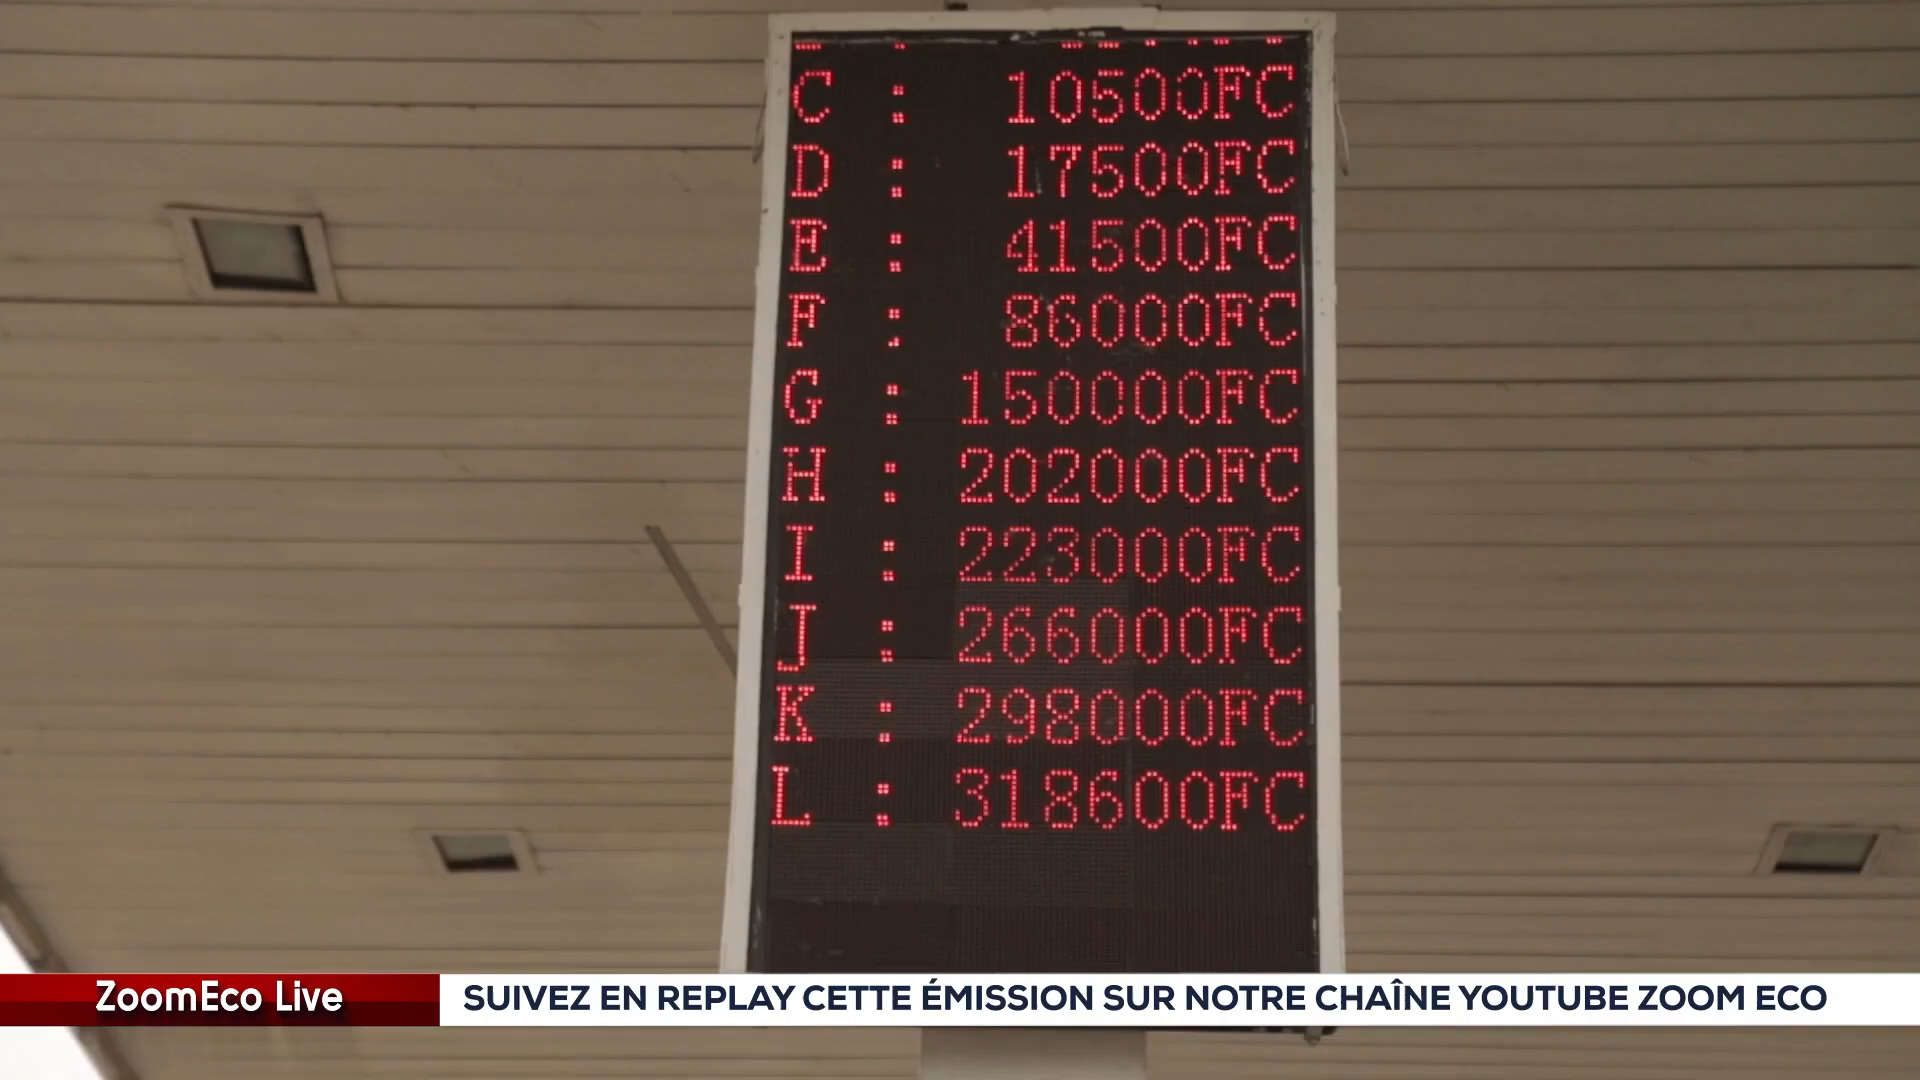 C : 10500FC
D : 17500FC
E : 41500FC
F : 86000FC
G : 150000FC
H : 202000FC
I : 223000FC
J : 266000FC
K : 298000FC
L : 318600FC
ZoomEco Live
SUIVEZ EN REPLAY CETTE ÉMISSION SUR NOTRE CHAÎNE YOUTUBE ZOOM ECO